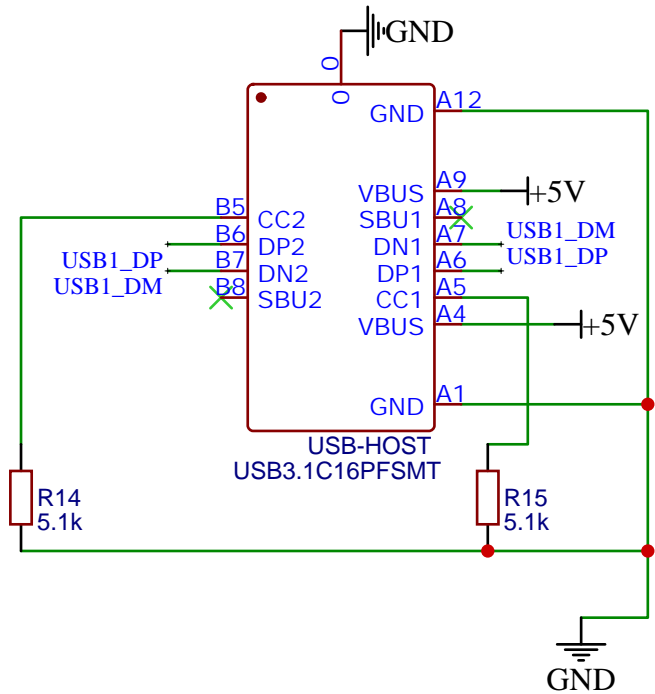 GND
0
0
GND A12
VBUS A9 +5V
B5 CC2 SBU1 A8
B6 DP2 DN1 A7 USB1_DM
USB1_DP B7 DN2 DP1 A6 USB1_DP
USB1_DM B8 SBU2 CC1 A5
VBUS A4 +5V
GND A1
USB-HOST
USB3.1C16PFSMT
R14 R15
5.1k 5.1k
GND